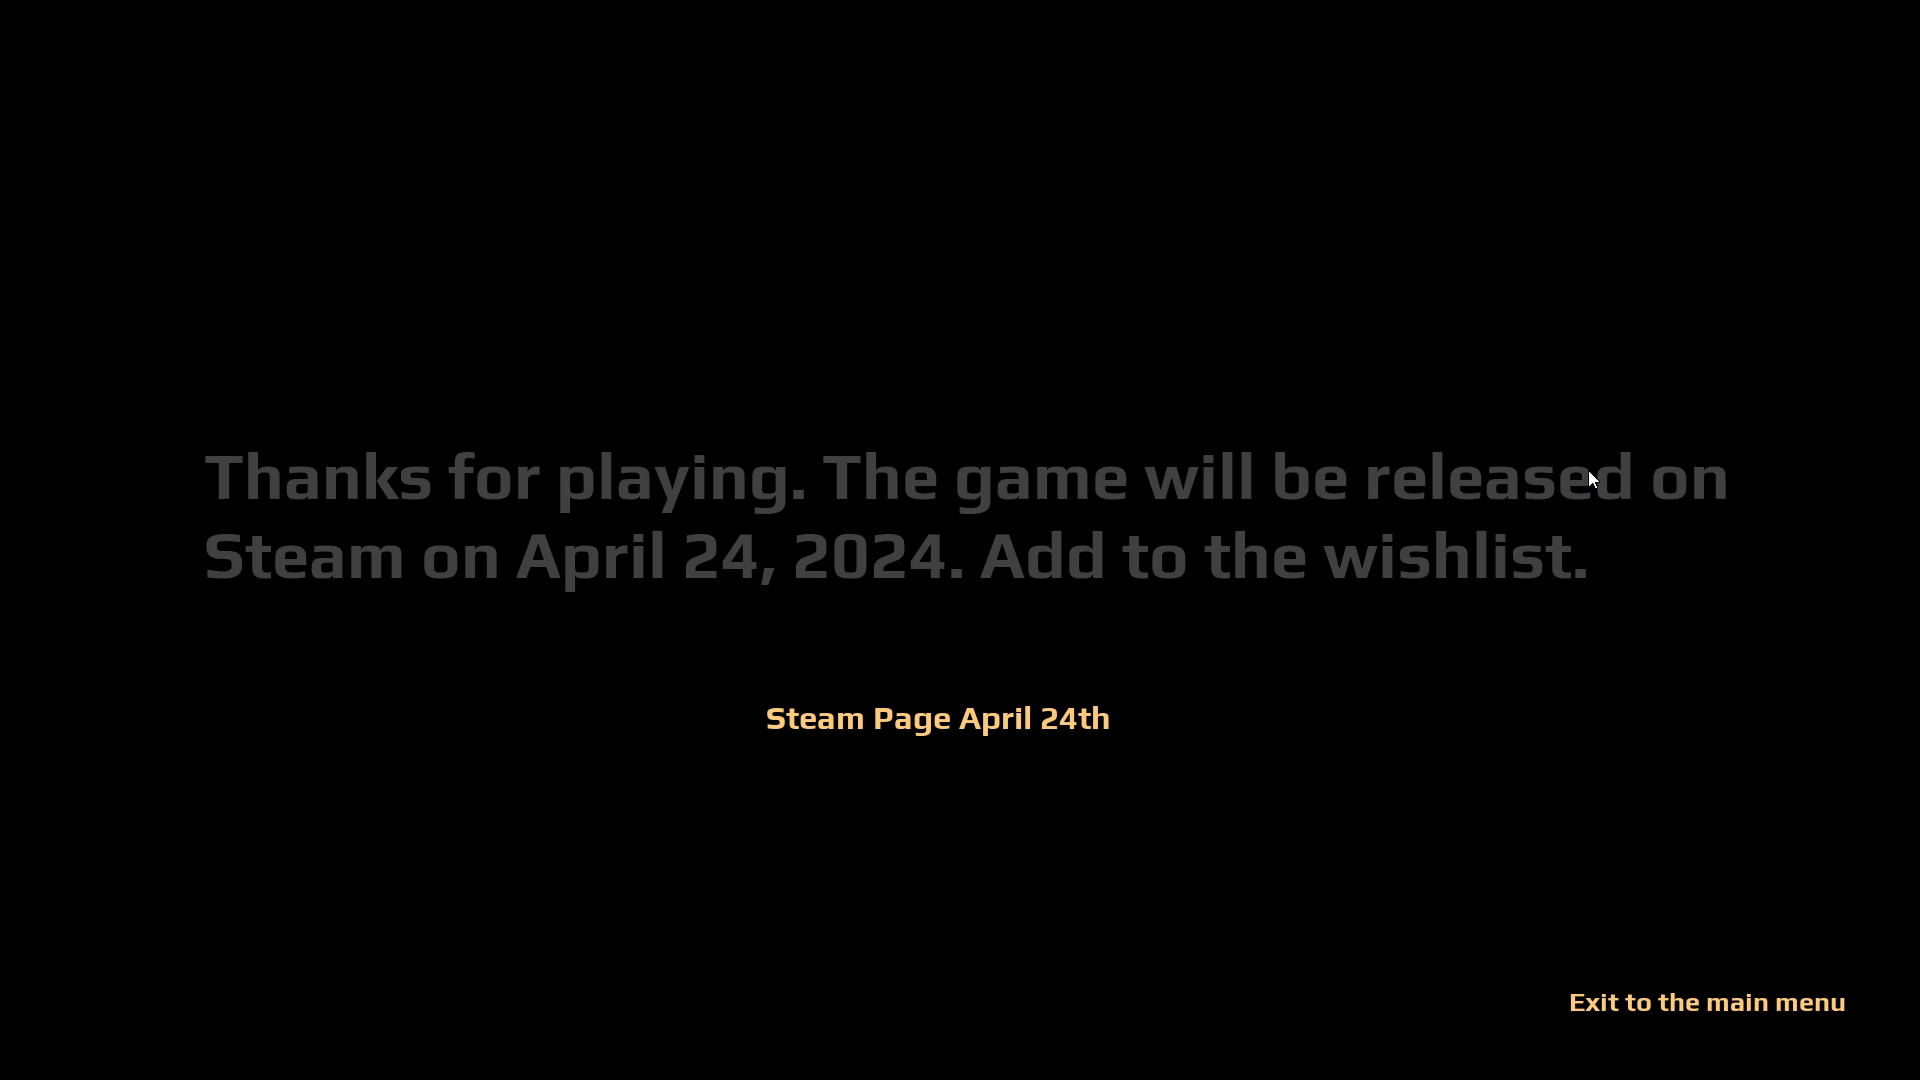 Thanks for playing. The game will be released on
Steam on April 24, 2024. Add to the wishlist.
Steam Page April 24th
Exit to the main menu